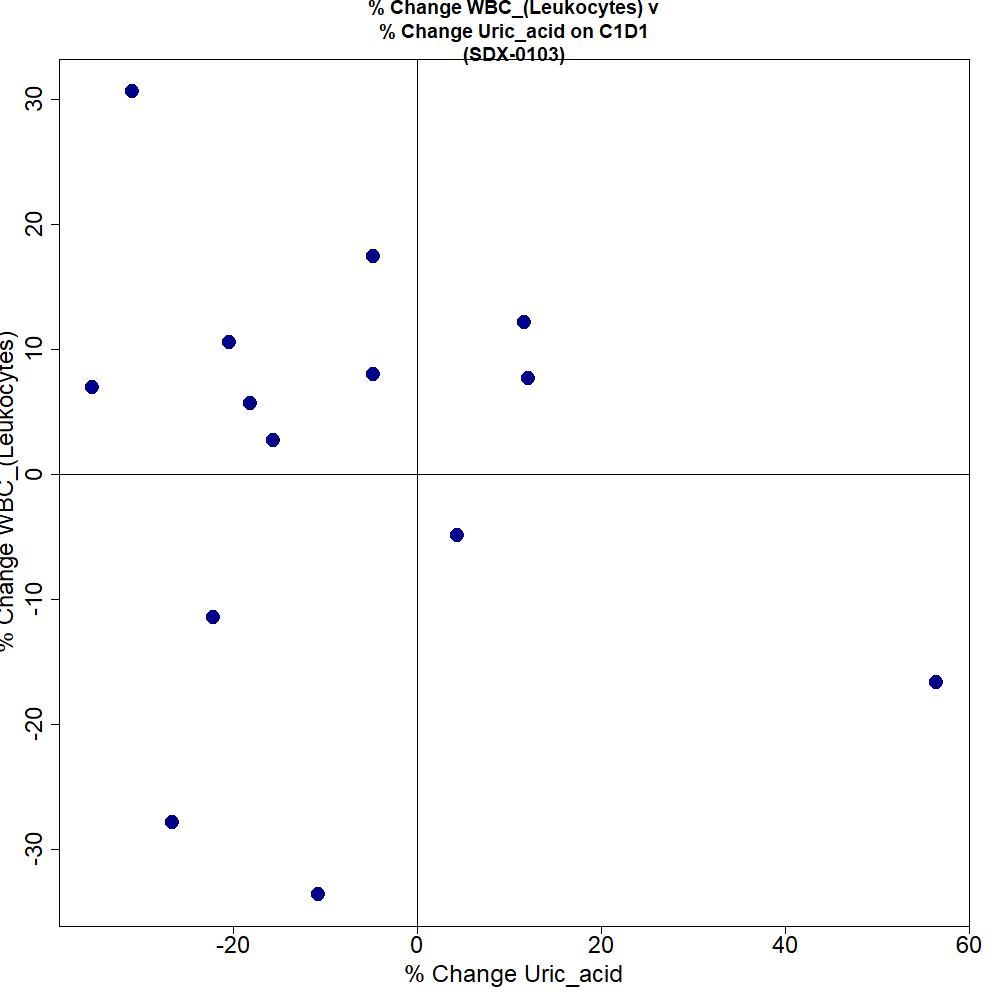 % Change WBC_(Leukocytes) v
% Change Uric_acid on C1D1
(SDX-0103)
30
20
10
0
-10
-20
-30
% Change WBC_(Leukocytes)
-20
0
20
40
60
% Change Uric_acid